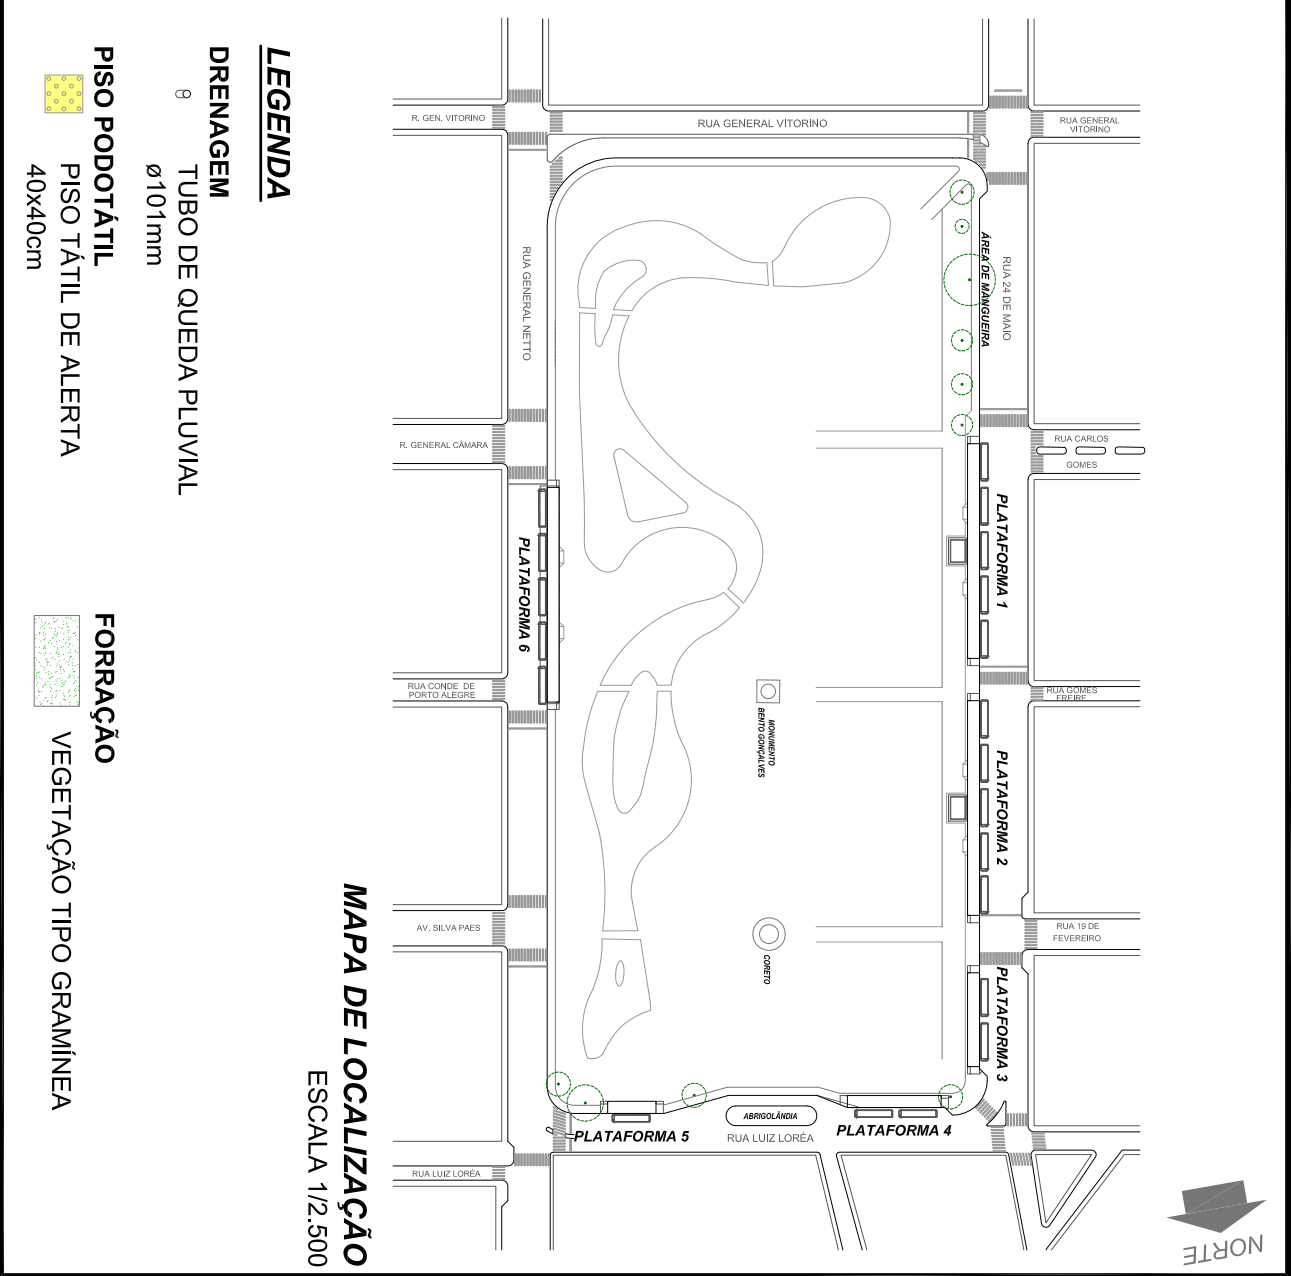 LEGENDA
DRENAGEM
TUBO DE QUEDA PLUVIAL
ø101mm
PISO PODOTÁTIL
PISO TÁTIL DE ALERTA
40x40cm
FORRAÇÃO
VEGETAÇÃO TIPO GRAMÍNEA
MAPA DE LOCALIZAÇÃO
ESCALA 1/2.500
R. GEN. VITORINO
RUA GENERAL VITORINO
RUA GENERAL
VITORINO
RUA GENERAL NETTO
ÁREA DE MANGUEIRA
RUA 24 DE MAIO
R. GENERAL CÂMARA
RUA CARLOS
GOMES
PLATAFORMA 1
PLATAFORMA 6
RUA CONDE DE
PORTO ALEGRE
RUA GOMES
FREIRE
MONUMENTO
BENTO GONÇALVES
PLATAFORMA 2
AV. SILVA PAES
RUA 19 DE
FEVEREIRO
CORETO
PLATAFORMA 3
ABRIGOLÂNDIA
PLATAFORMA 5
RUA LUIZ LORÉA
PLATAFORMA 4
RUA LUIZ LORÉA
NORTE